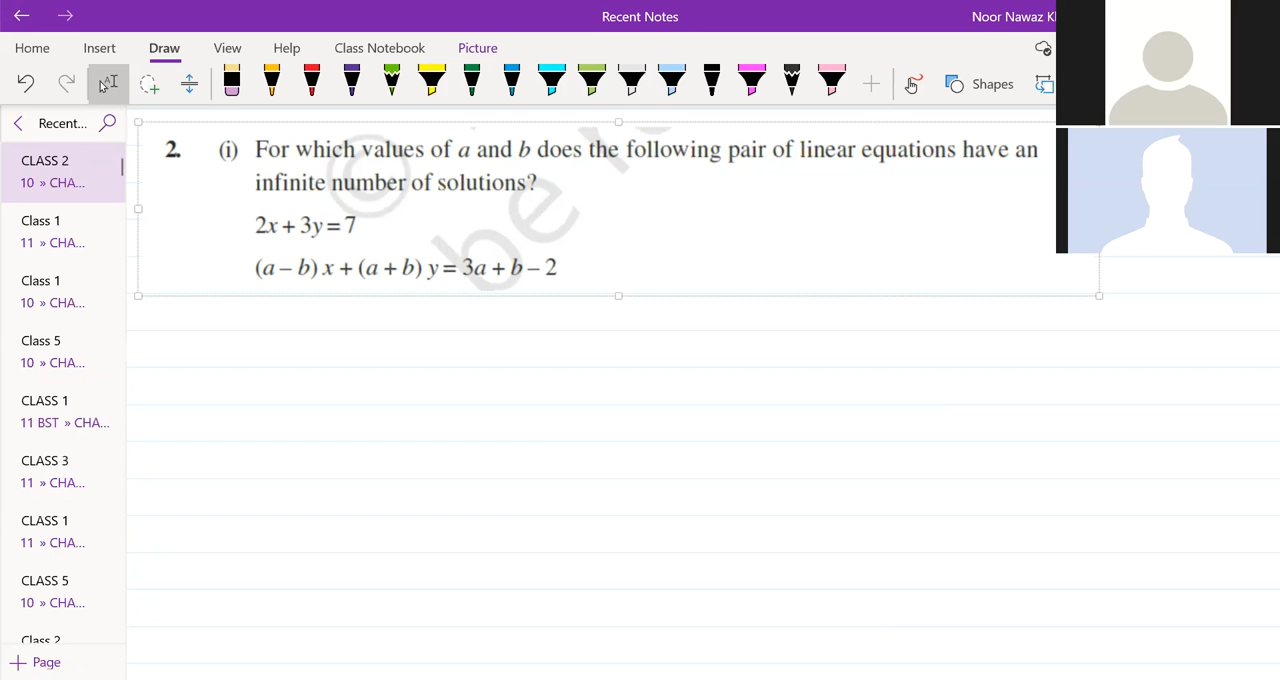 Recent Notes
Noor Nawaz K
Home Insert Draw View Help Class Notebook Picture
Shapes
Recent...
CLASS 2
10 » CHA...
Class 1
11 » CHA...
Class 1
10 » CHA...
Class 5
10 » CHA...
CLASS 1
11 BST » CHA...
CLASS 3
11 » CHA...
CLASS 1
11 » CHA...
CLASS 5
10 » CHA...
Class 2
+ Page
2. (i) For which values of a and b does the following pair of linear equations have an
infinite number of solutions?
2x + 3y = 7
(a – b) x + (a + b) y = 3a + b – 2
© be